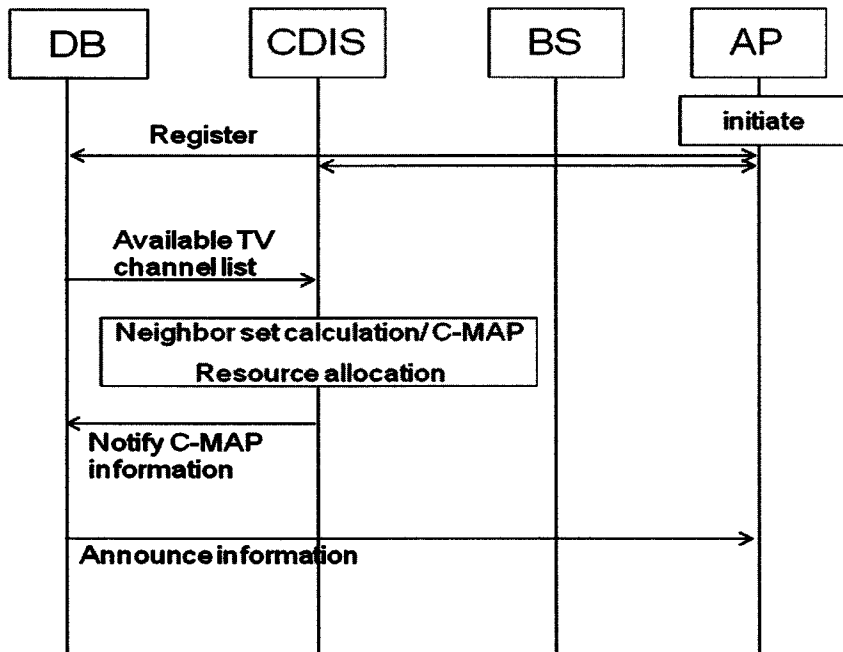 DB
CDIS
BS
AP
initiate
Register
Available TV
channel list
Neighbor set calculation/ C-MAP
Resource allocation
Notify C-MAP
information
Announce information